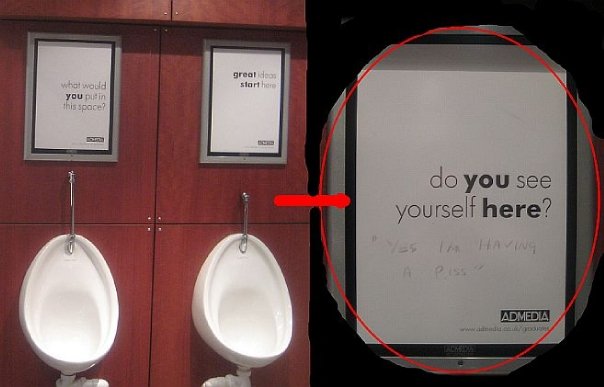 what would
you put in
this space?
ADMEDIA
great ideas
start here
ADMEDIA
do you see
yourself here?
"YES IM HAVING
A PISS"
ADMEDIA
www.admedia.co.uk/graduates
ADMEDIA